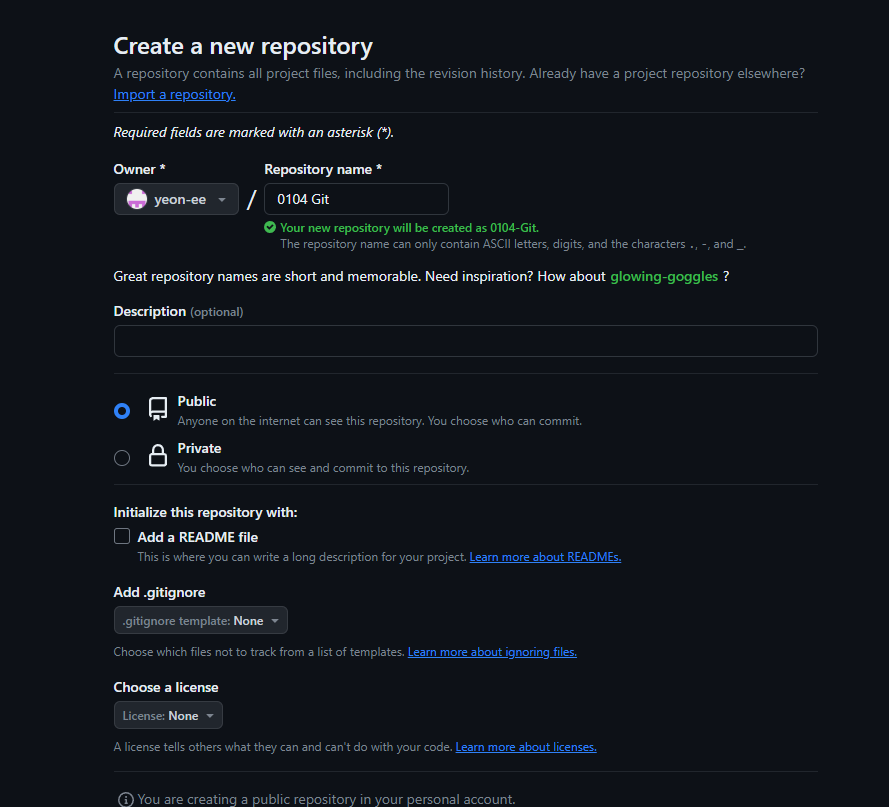 Create a new repository
A repository contains all project files, including the revision history. Already have a project repository elsewhere?
Import a repository.
Required fields are marked with an asterisk (*).
Owner *
Repository name *
yeon-ee
/
0104 Git
Your new repository will be created as 0104-Git.
The repository name can only contain ASCII letters, digits, and the characters ., -, and _.
Great repository names are short and memorable. Need inspiration? How about glowing-goggles ?
Description (optional)
Public
Anyone on the internet can see this repository. You choose who can commit.
Private
You choose who can see and commit to this repository.
Initialize this repository with:
Add a README file
This is where you can write a long description for your project. Learn more about READMEs.
Add .gitignore
.gitignore template: None
Choose which files not to track from a list of templates. Learn more about ignoring files.
Choose a license
License: None
A license tells others what they can and can't do with your code. Learn more about licenses.
You are creating a public repository in your personal account.